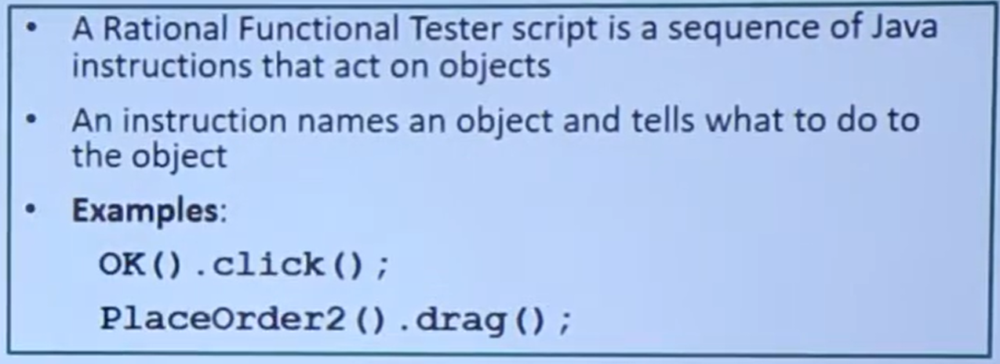 • A Rational Functional Tester script is a sequence of Java
instructions that act on objects
• An instruction names an object and tells what to do to
the object
• Examples:
OK().click();
PlaceOrder2().drag();